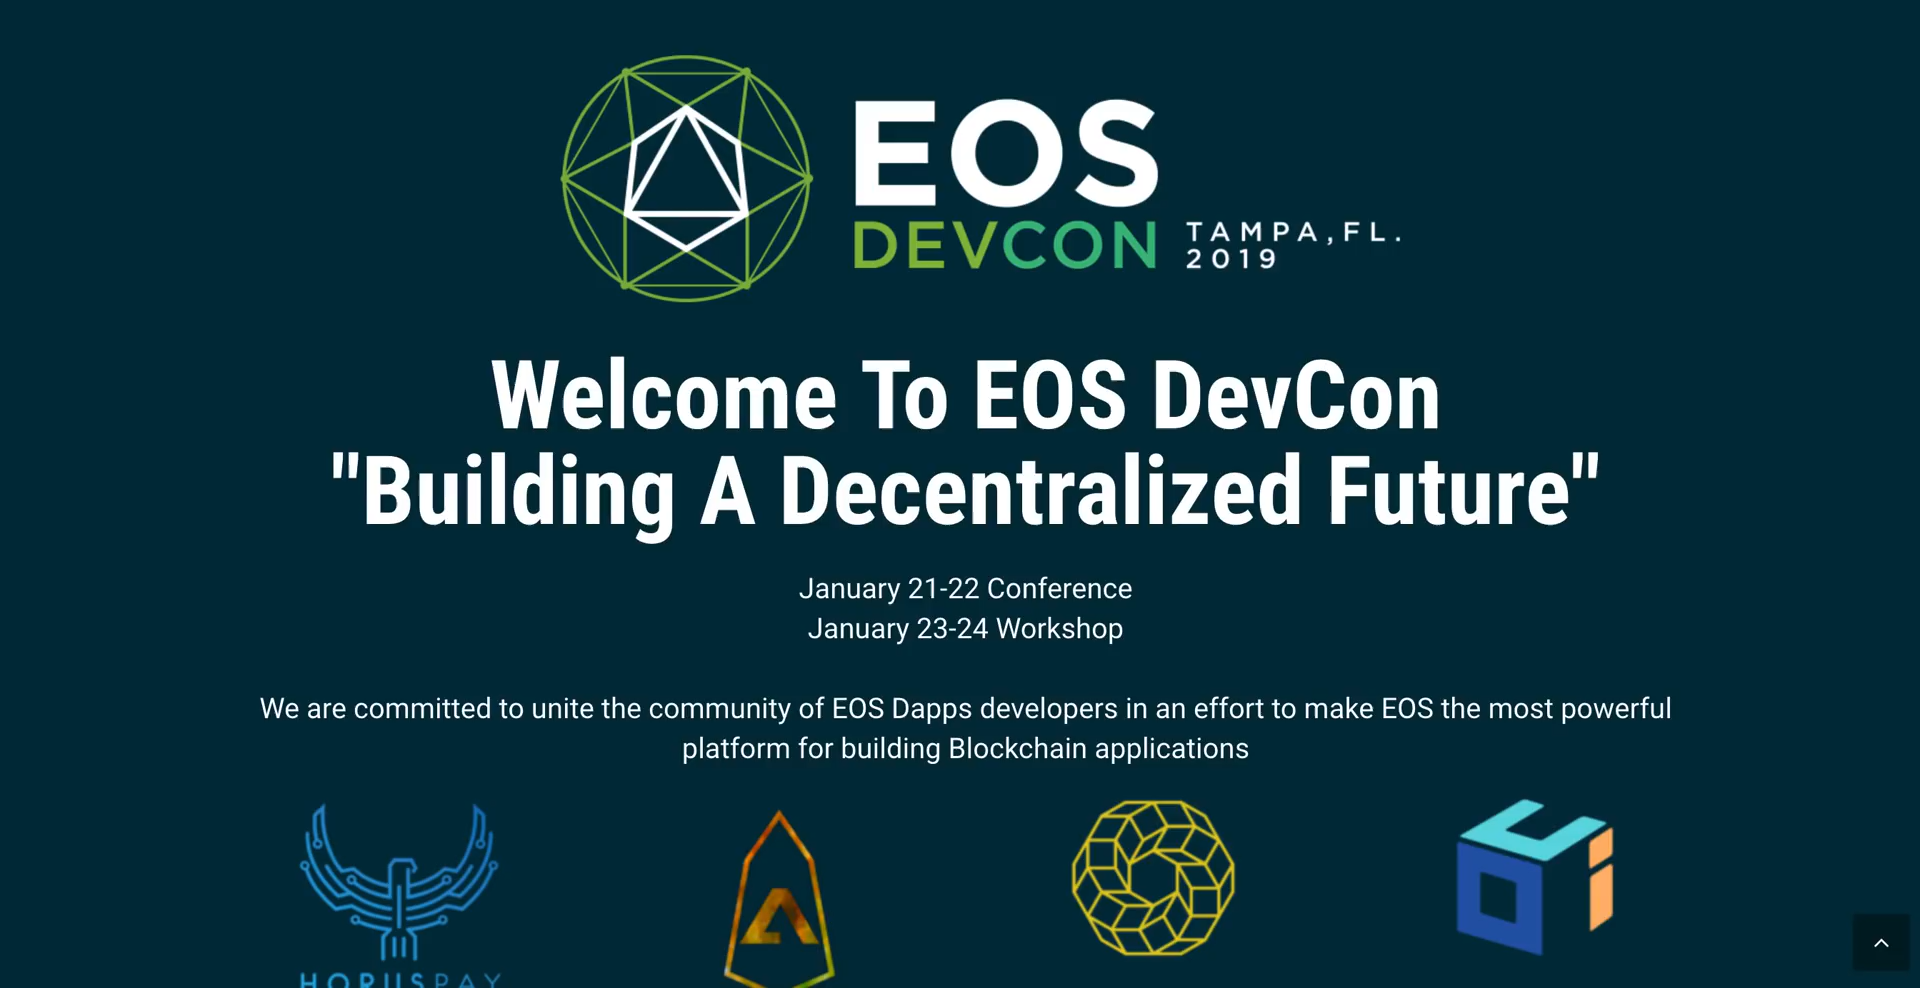 EOS
DEVCON
TAMPA,FL.
2019
Welcome To EOS DevCon
"Building A Decentralized Future"
January 21-22 Conference
January 23-24 Workshop
We are committed to unite the community of EOS Dapps developers in an effort to make EOS the most powerful
platform for building Blockchain applications
HORUSPAY